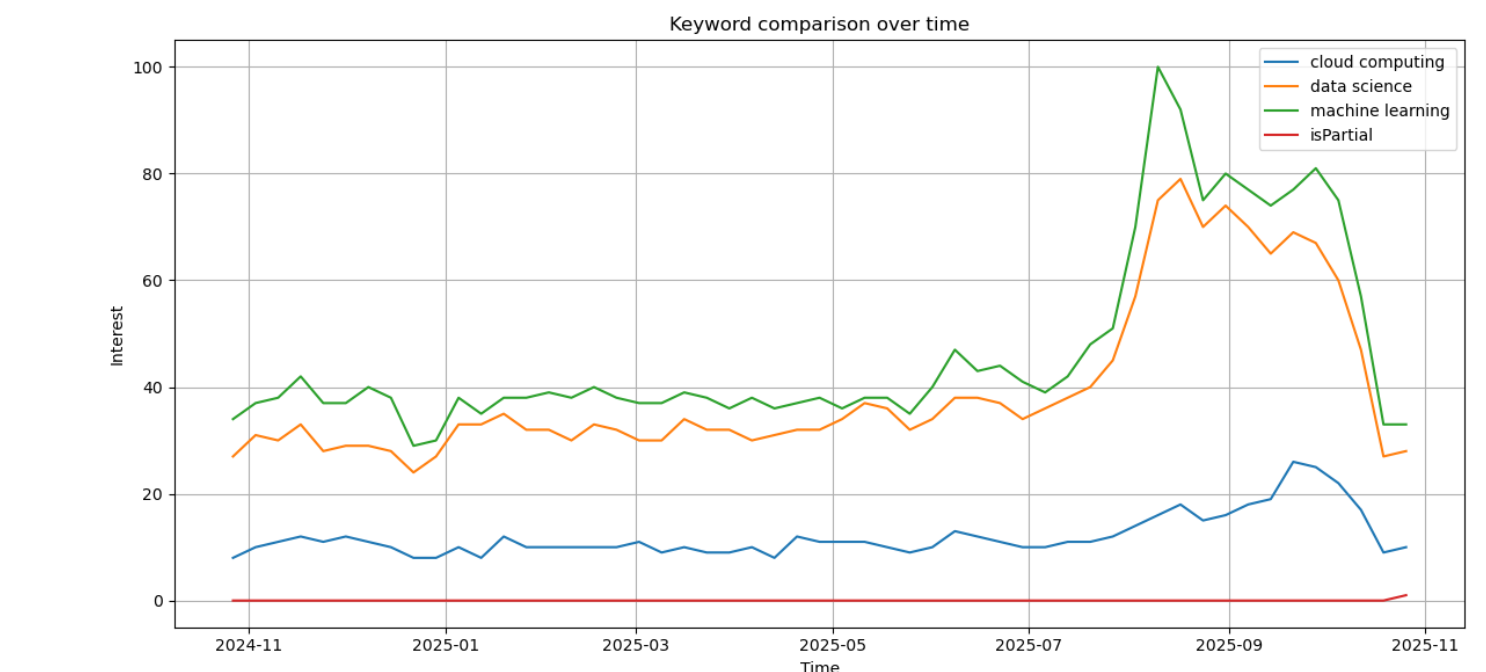 Keyword comparison over time
cloud computing
data science
machine learning
isPartial
Interest
100
80
60
40
20
0
2024-11 2025-01 2025-03 2025-05 2025-07 2025-09 2025-11
Time